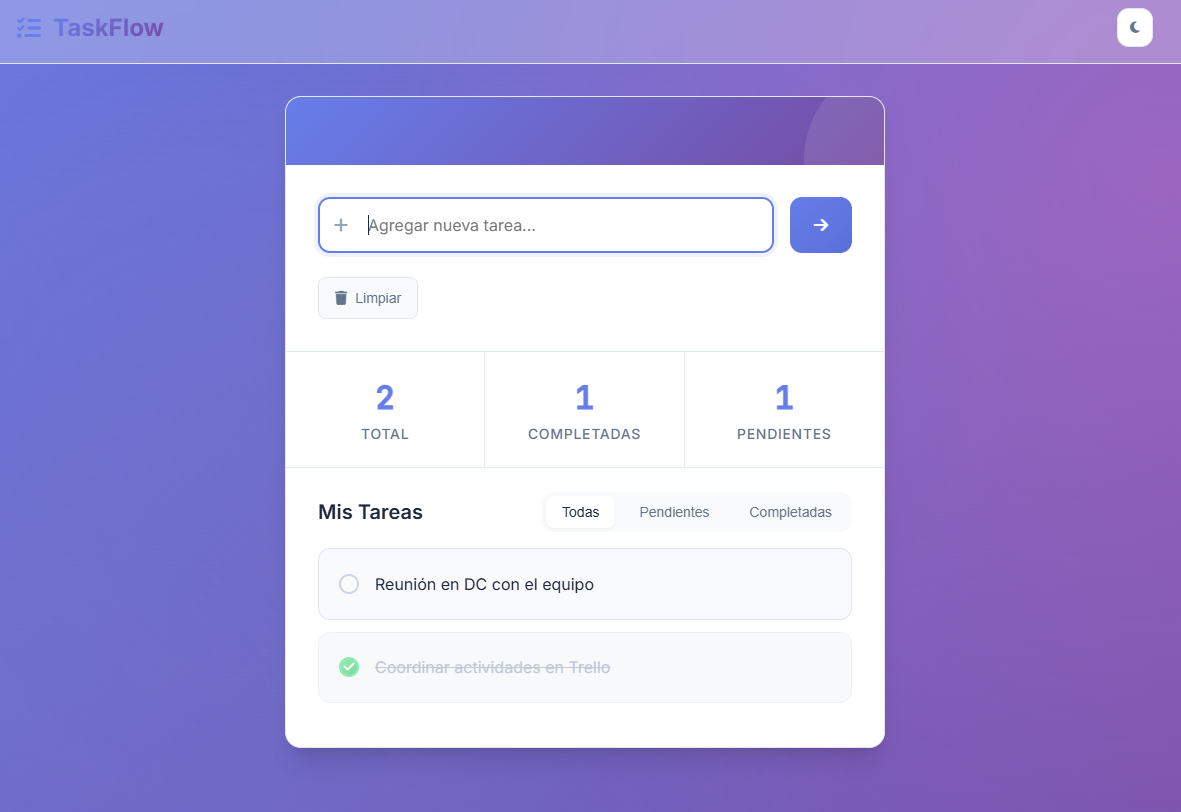 TaskFlow
Agregar nueva tarea...
Limpiar
2 1 1
TOTAL COMPLETADAS PENDIENTES
Mis Tareas Todas Pendientes Completadas
Reunión en DC con el equipo
Coordinar actividades en Trello